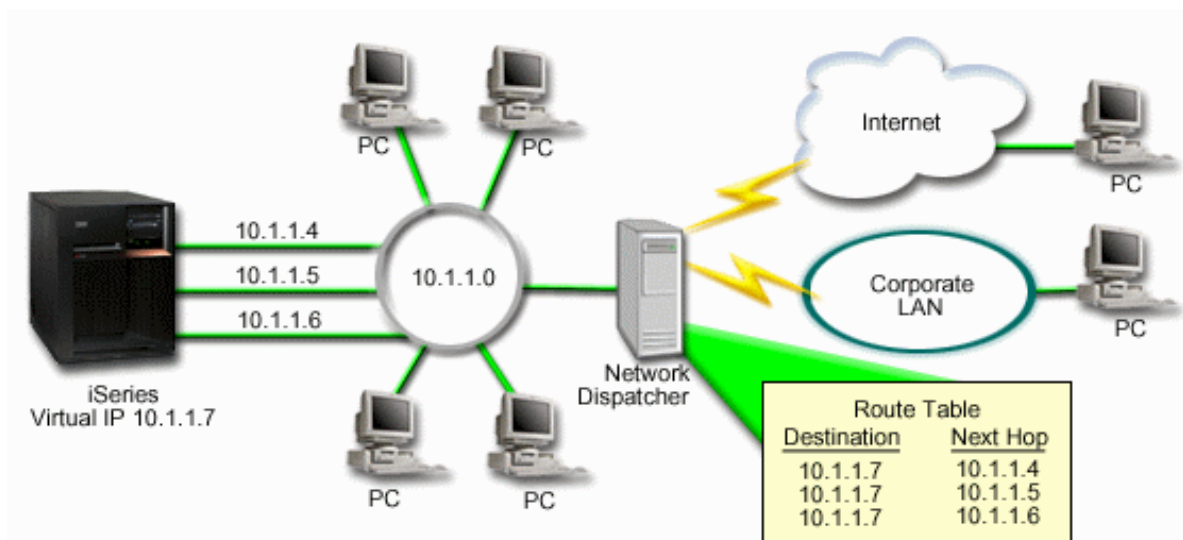 PC
PC
Internet
PC
10.1.1.4
10.1.1.5
10.1.1.6
10.1.1.0
Corporate
LAN
PC
iSeries
Virtual IP 10.1.1.7
Network
Dispatcher
PC
PC
Route Table
Destination Next Hop
10.1.1.7 10.1.1.4
10.1.1.7 10.1.1.5
10.1.1.7 10.1.1.6